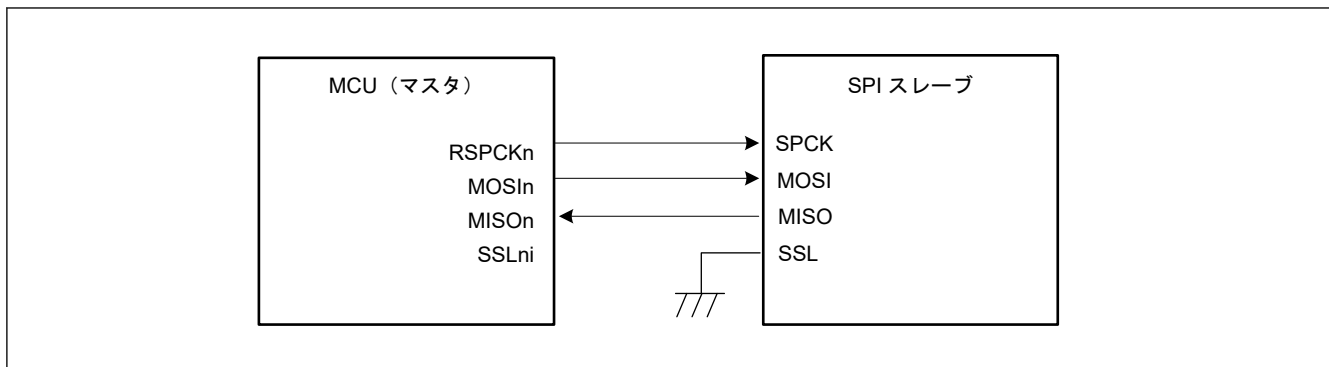 MCU（マスタ）
RSPCKn
MOSIn
MISOn
SSLni
SPI スレーブ
SPCK
MOSI
MISO
SSL